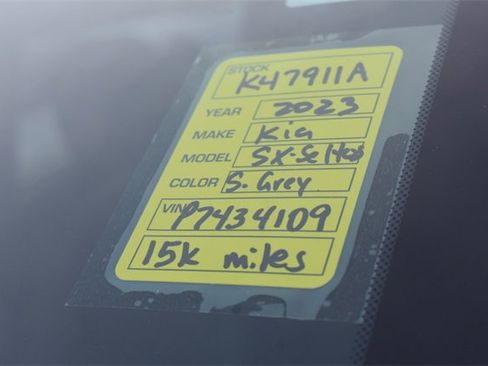 STOCK K47911A
YEAR 2023
MAKE Kia
MODEL SX-Seltos
COLOR S. Grey
VIN P7434109
15K miles